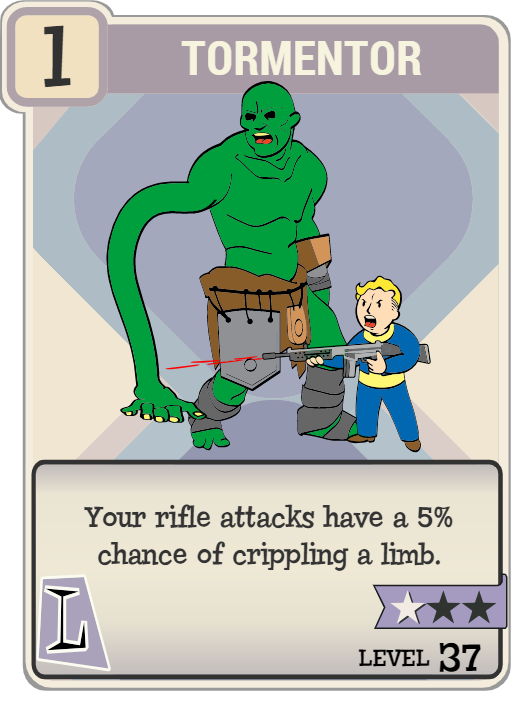 1
TORMENTOR
Your rifle attacks have a 5%
chance of crippling a limb.
L
LEVEL 37